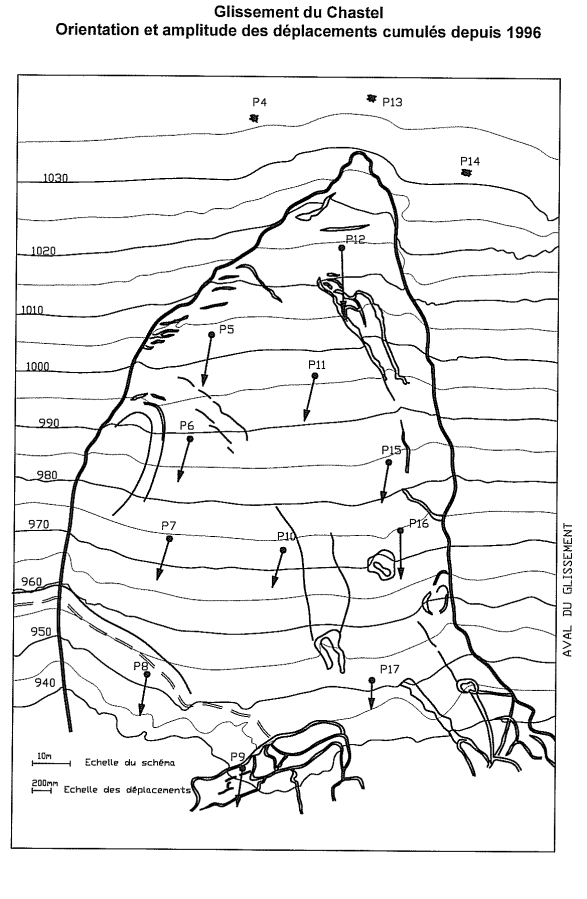 Glissement du Chastel
Orientation et amplitude des déplacements cumulés depuis 1996
P4
P13
P14
1030
P12
1020
1010
P5
1000
P11
990
P6
P15
980
P16
970
P7
P10
960
AVAL DU GLISSEMENT
950
P8
P17
940
P9
10m Echelle du schéma
200mm Echelle des déplacements